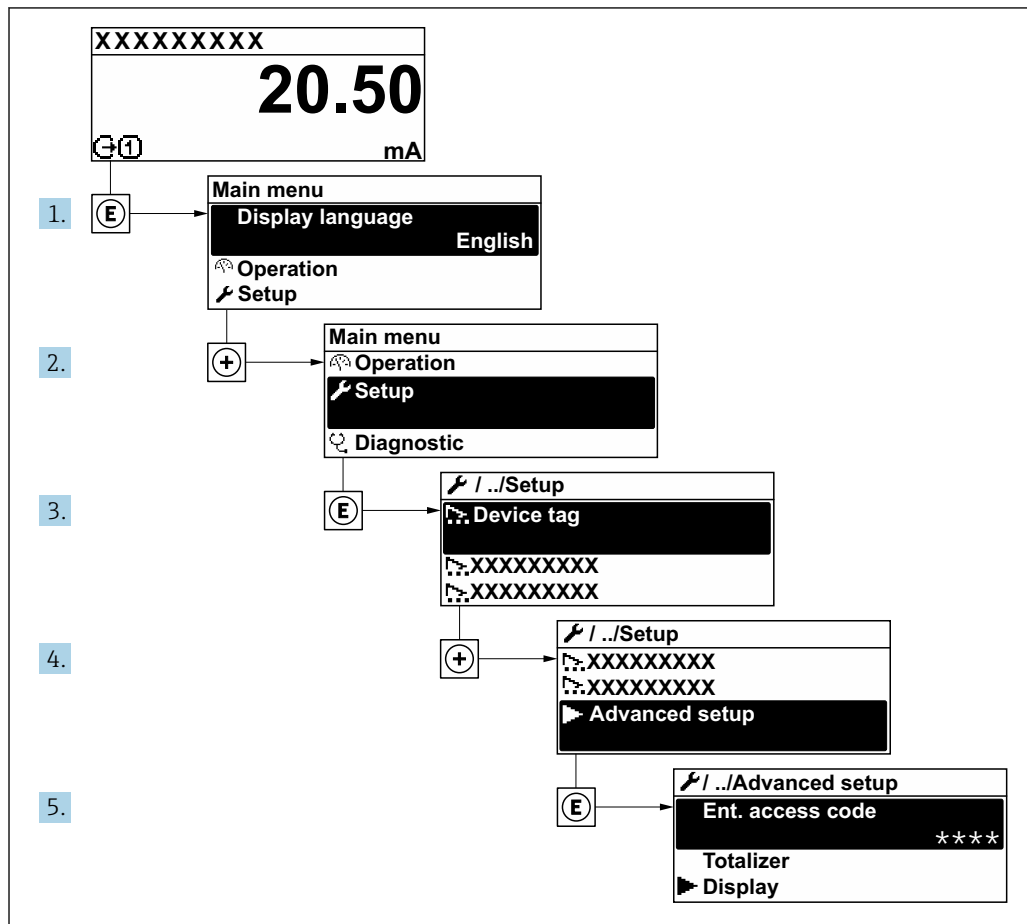 XXXXXXXXX
20.50
1
mA
1.
E
Main menu
Display language
English
Operation
Setup
2.
+
Main menu
Operation
Setup
Diagnostic
3.
E
/ ../Setup
Device tag
XXXXXXXXX
XXXXXXXXX
4.
+
/ ../Setup
XXXXXXXXX
XXXXXXXXX
Advanced setup
5.
E
/ ../Advanced setup
Ent. access code
****
Totalizer
Display